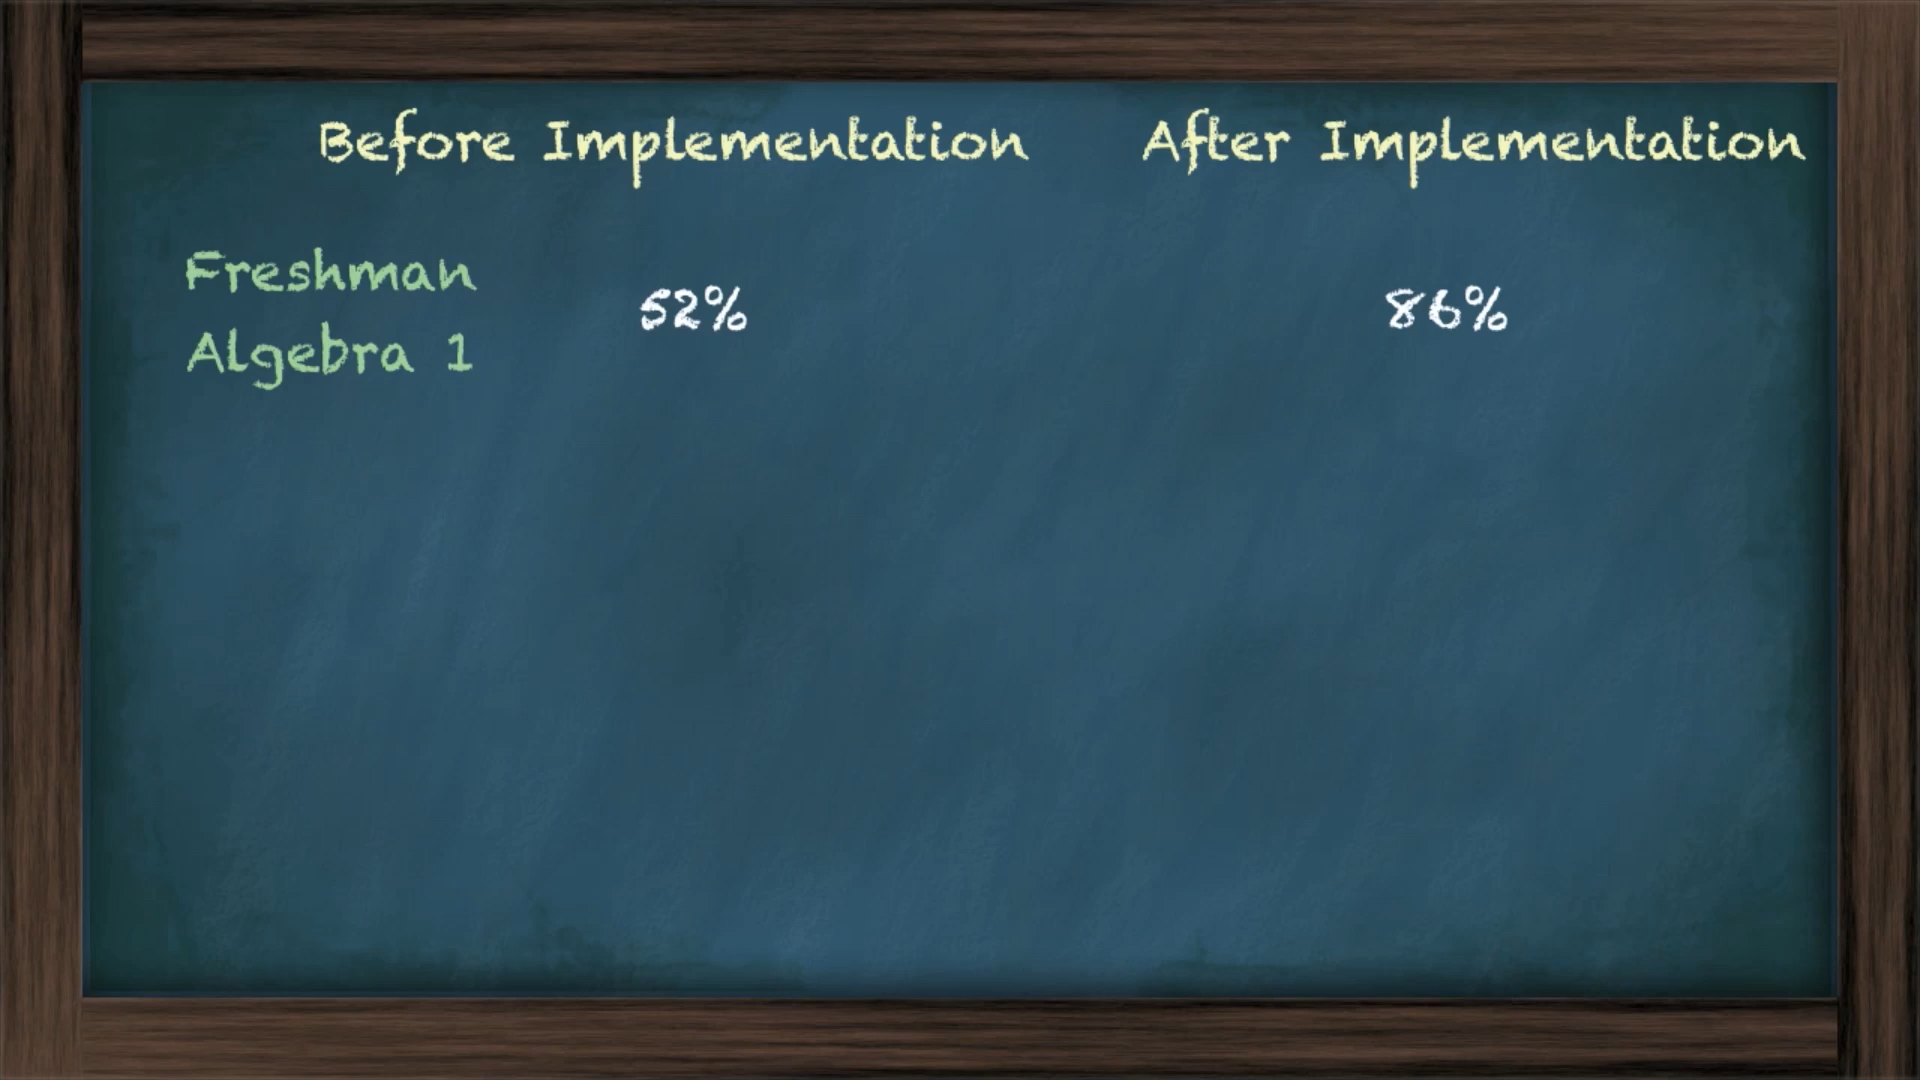 Before Implementation After Implementation
Freshman
52% 86%
Algebra 1